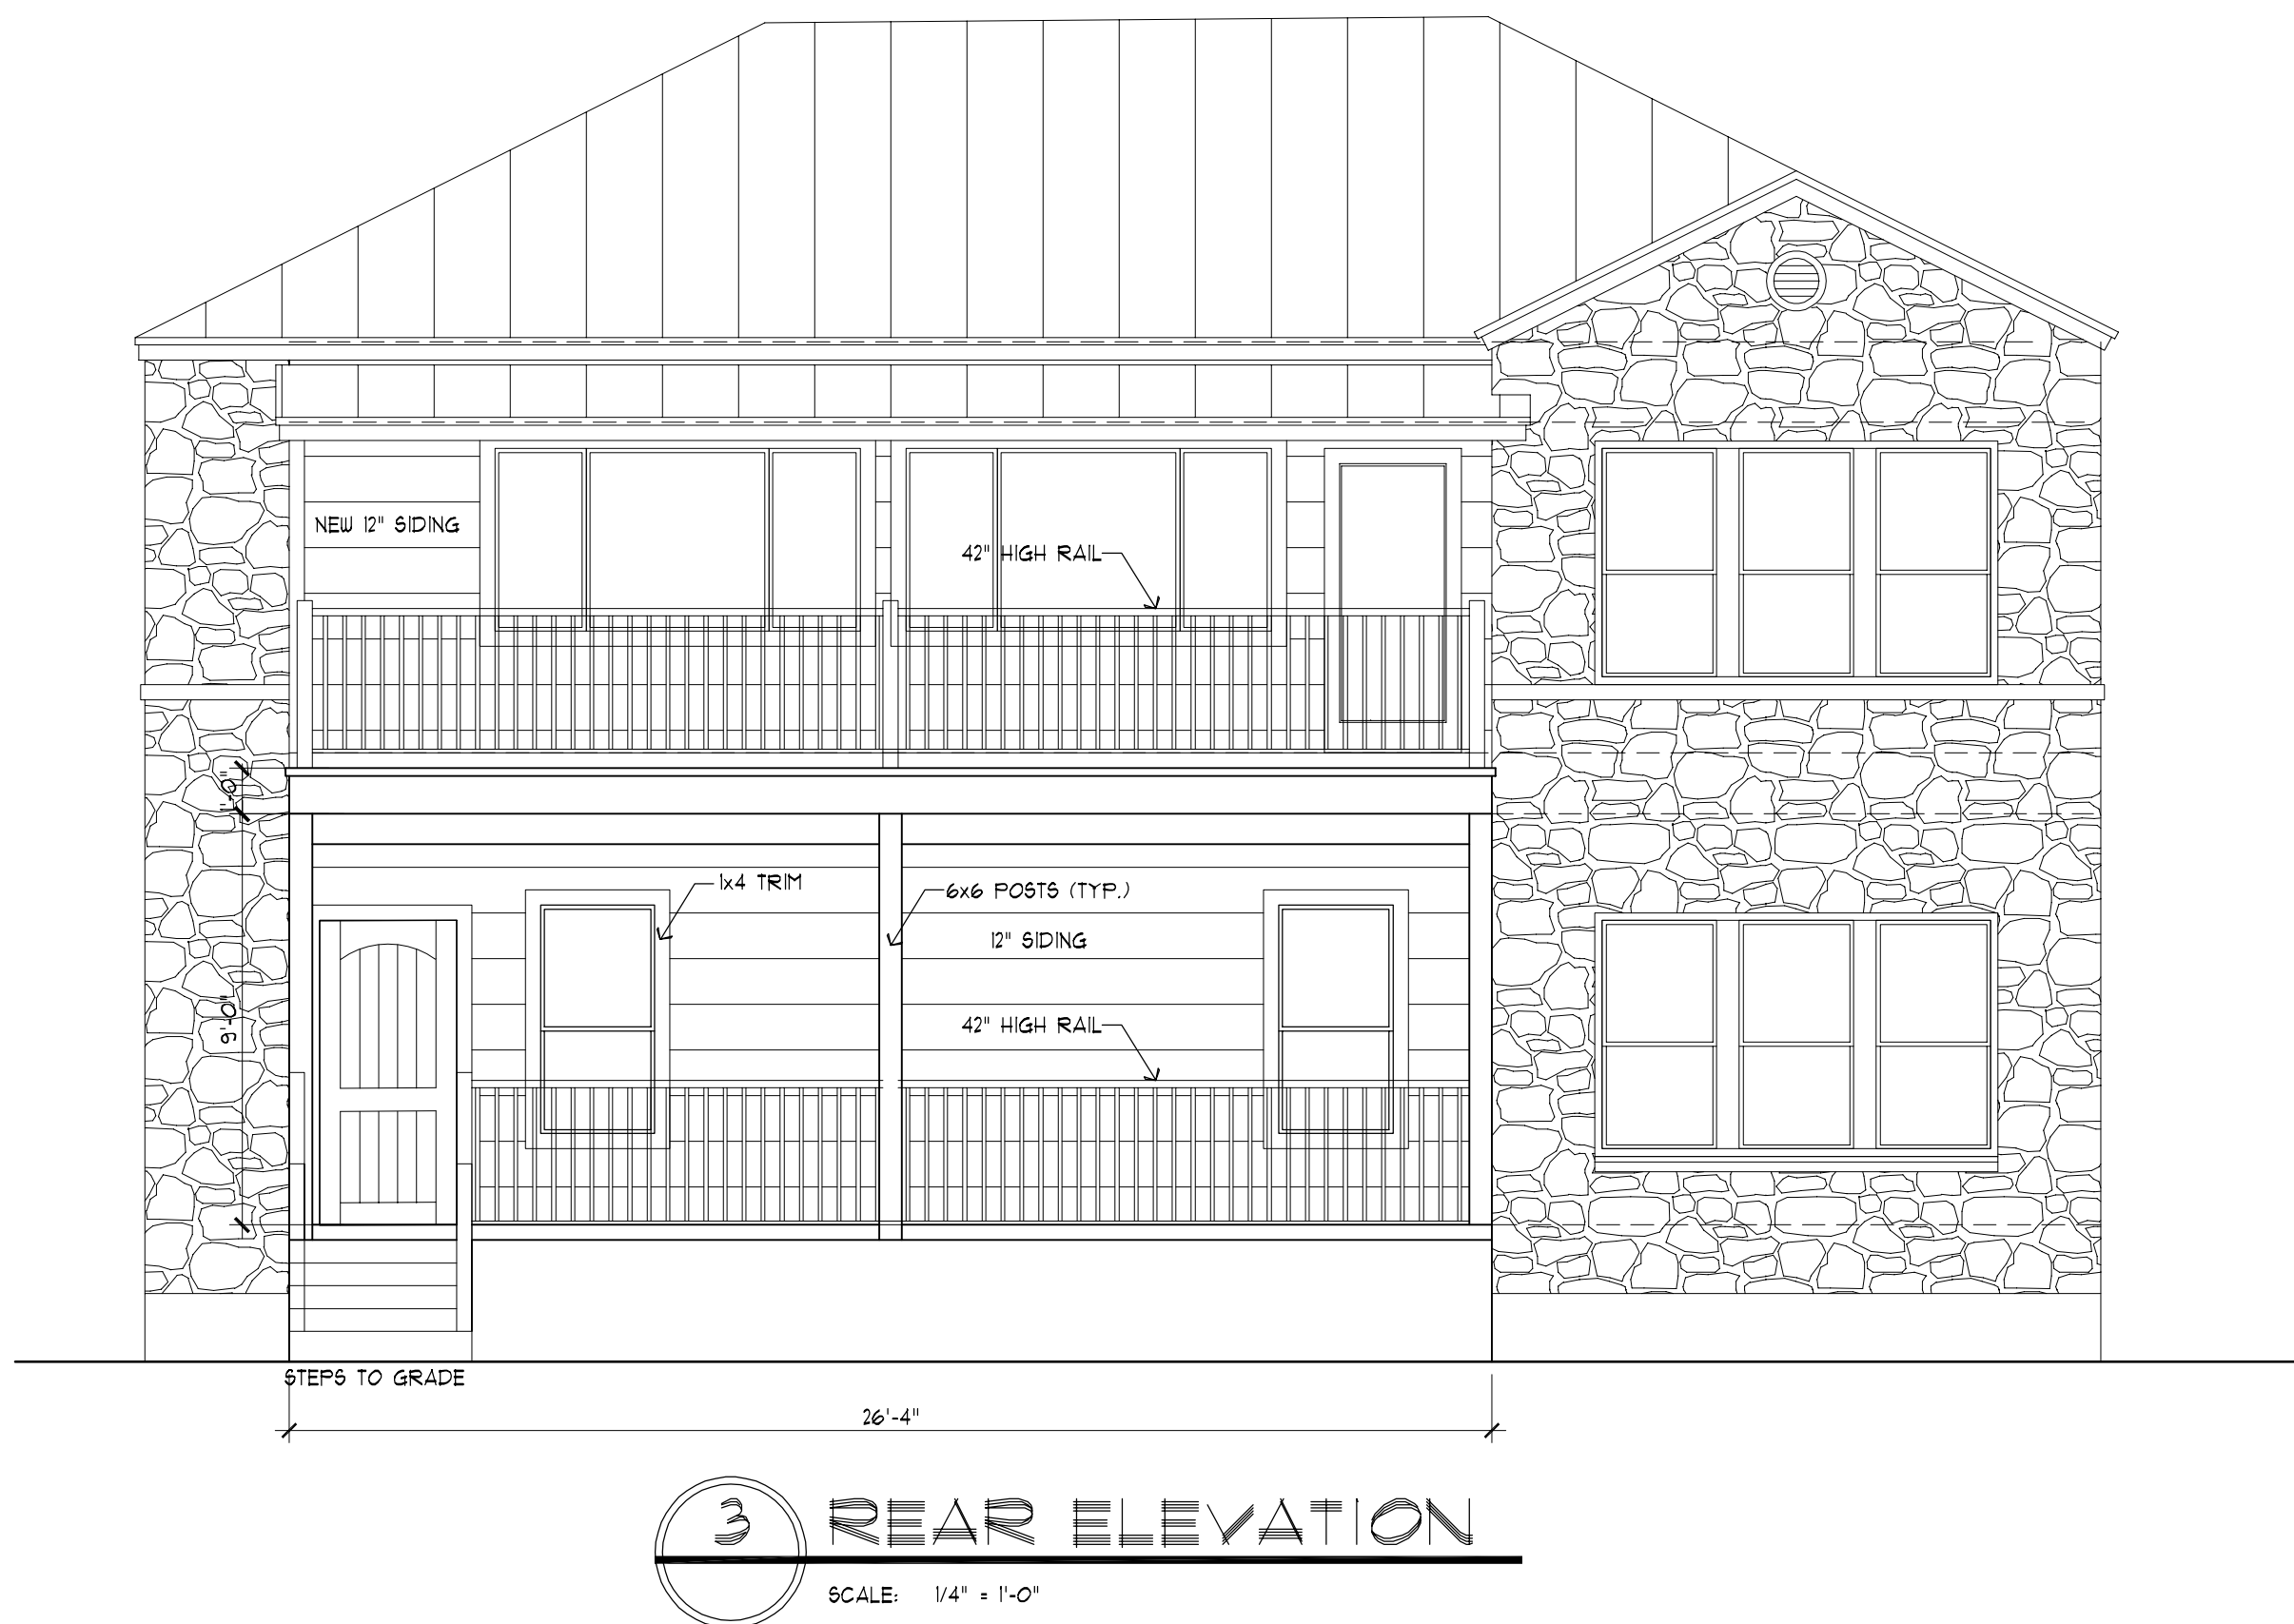 NEW 12" SIDING
42" HIGH RAIL
1'-0"
1x4 TRIM
6x6 POSTS (TYP.)
12" SIDING
9'-0"
42" HIGH RAIL
STEPS TO GRADE
26'-4"
3 REAR ELEVATION
SCALE: 1/4" = 1'-0"